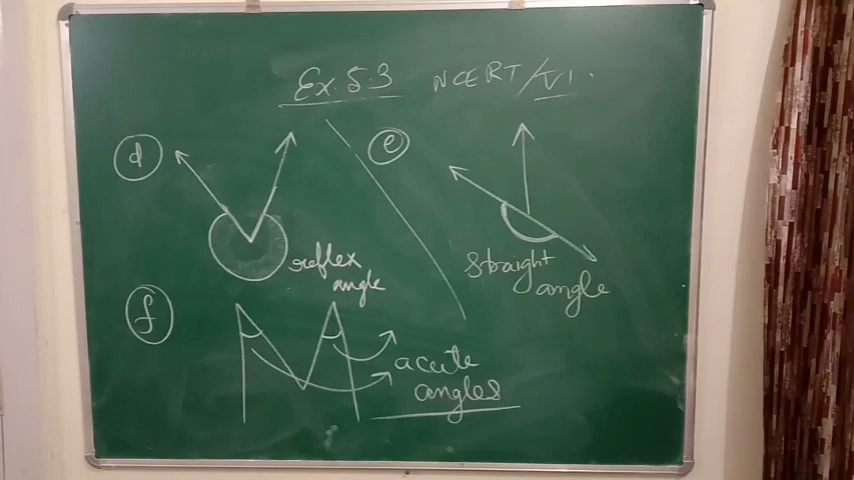 Ex. 5.3 NCERT/VI.
d
e
reflex
angle
straight
angle
f
acute
angles